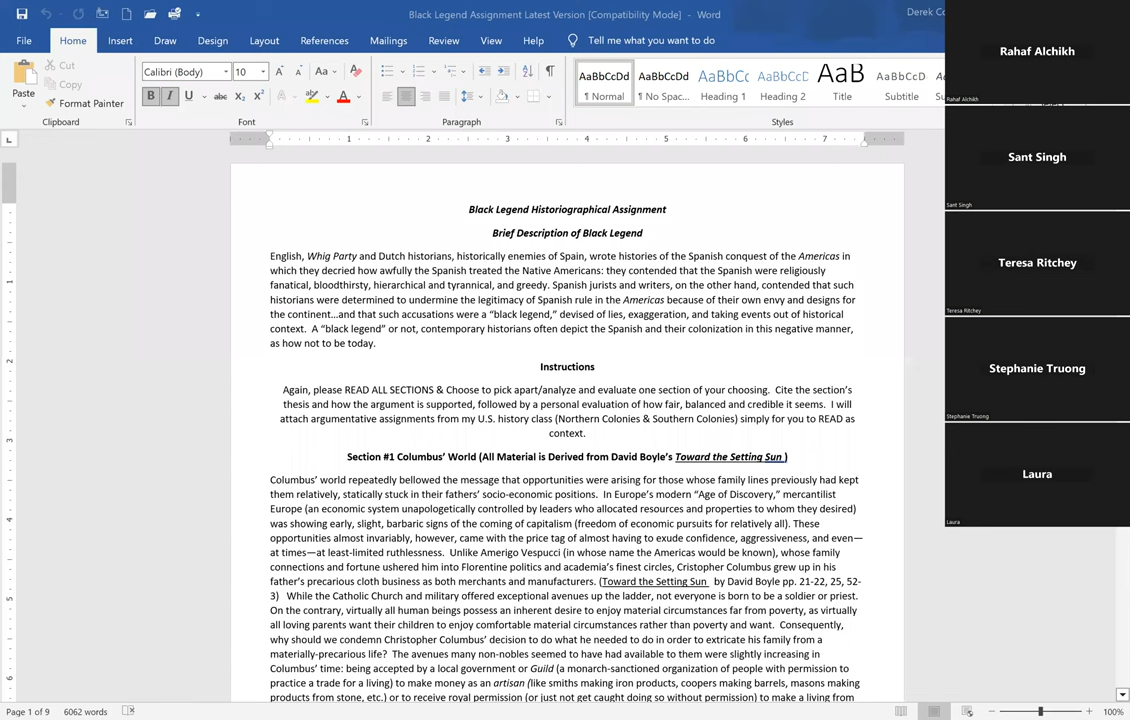 Black Legend Assignment Latest Version [Compatibility Mode] - Word
Derek Co
File Home Insert Draw Design Layout References Mailings Review View Help Tell me what you want to do
Paste
Cut
Copy
Format Painter
Clipboard
Calibri (Body) 10 A A Aa A
B I U abc X₂ X² A A
Font
Paragraph
AaBbCcDd AaBbCcDd AaBbCc AaBbCcD AaB AaBbCcD
¶ Normal ¶ No Spac... Heading 1 Heading 2 Title Subtitle
Styles
1 2 3 4 5 6 7
Black Legend Historiographical Assignment
Brief Description of Black Legend
English, Whig Party and Dutch historians, historically enemies of Spain, wrote histories of the Spanish conquest of the Americas in
which they decried how awfully the Spanish treated the Native Americans: they contended that the Spanish were religiously
fanatical, bloodthirsty, hierarchical and tyrannical, and greedy. Spanish jurists and writers, on the other hand, contended that such
historians were determined to undermine the legitimacy of Spanish rule in the Americas because of their own envy and designs for
the continent…and that such accusations were a “black legend,” devised of lies, exaggeration, and taking events out of historical
context. A “black legend” or not, contemporary historians often depict the Spanish and their colonization in this negative manner,
as how not to be today.
Instructions
Again, please READ ALL SECTIONS & Choose to pick apart/analyze and evaluate one section of your choosing. Cite the section’s
thesis and how the argument is supported, followed by a personal evaluation of how fair, balanced and credible it seems. I will
attach argumentative assignments from my U.S. history class (Northern Colonies & Southern Colonies) simply for you to READ as
context.
Section #1 Columbus’ World (All Material is Derived from David Boyle’s Toward the Setting Sun )
Columbus’ world repeatedly bellowed the message that opportunities were arising for those whose family lines previously had kept
them relatively, statically stuck in their fathers’ socio-economic positions. In Europe’s modern “Age of Discovery,” mercantilist
Europe (an economic system unapologetically controlled by leaders who allocated resources and properties to whom they desired)
was showing early, slight, barbaric signs of the coming of capitalism (freedom of economic pursuits for relatively all). These
opportunities almost invariably, however, came with the price tag of almost having to exude confidence, aggressiveness, and even—
at times—at least-limited ruthlessness. Unlike Amerigo Vespucci (in whose name the Americas would be known), whose family
connections and fortune ushered him into Florentine politics and academia’s finest circles, Cristopher Columbus grew up in his
father’s precarious cloth business as both merchants and manufacturers. (Toward the Setting Sun by David Boyle pp. 21-22, 25, 52-
3) While the Catholic Church and military offered exceptional avenues up the ladder, not everyone is born to be a soldier or priest.
On the contrary, virtually all human beings possess an inherent desire to enjoy material circumstances far from poverty, as virtually
all loving parents want their children to enjoy comfortable material circumstances rather than poverty and want. Consequently,
why should we condemn Christopher Columbus’ decision to do what he needed to do in order to extricate his family from a
materially-precarious life? The avenues many non-nobles seemed to have had available to them were slightly increasing in
Columbus’ time: being accepted by a local government or Guild (a monarch-sanctioned organization of people with permission to
practice a trade for a living) to make money as an artisan (like smiths making iron products, coopers making barrels, masons making
products from stone, etc.) or to receive royal permission (or just not get caught doing so without permission) to make a living from
Rahaf Alchikh
Rahaf Alchikh
Sant Singh
Sant Singh
Teresa Ritchey
Teresa Ritchey
Stephanie Truong
Stephanie Truong
Laura
Laura
Page 1 of 9 6062 words
100%